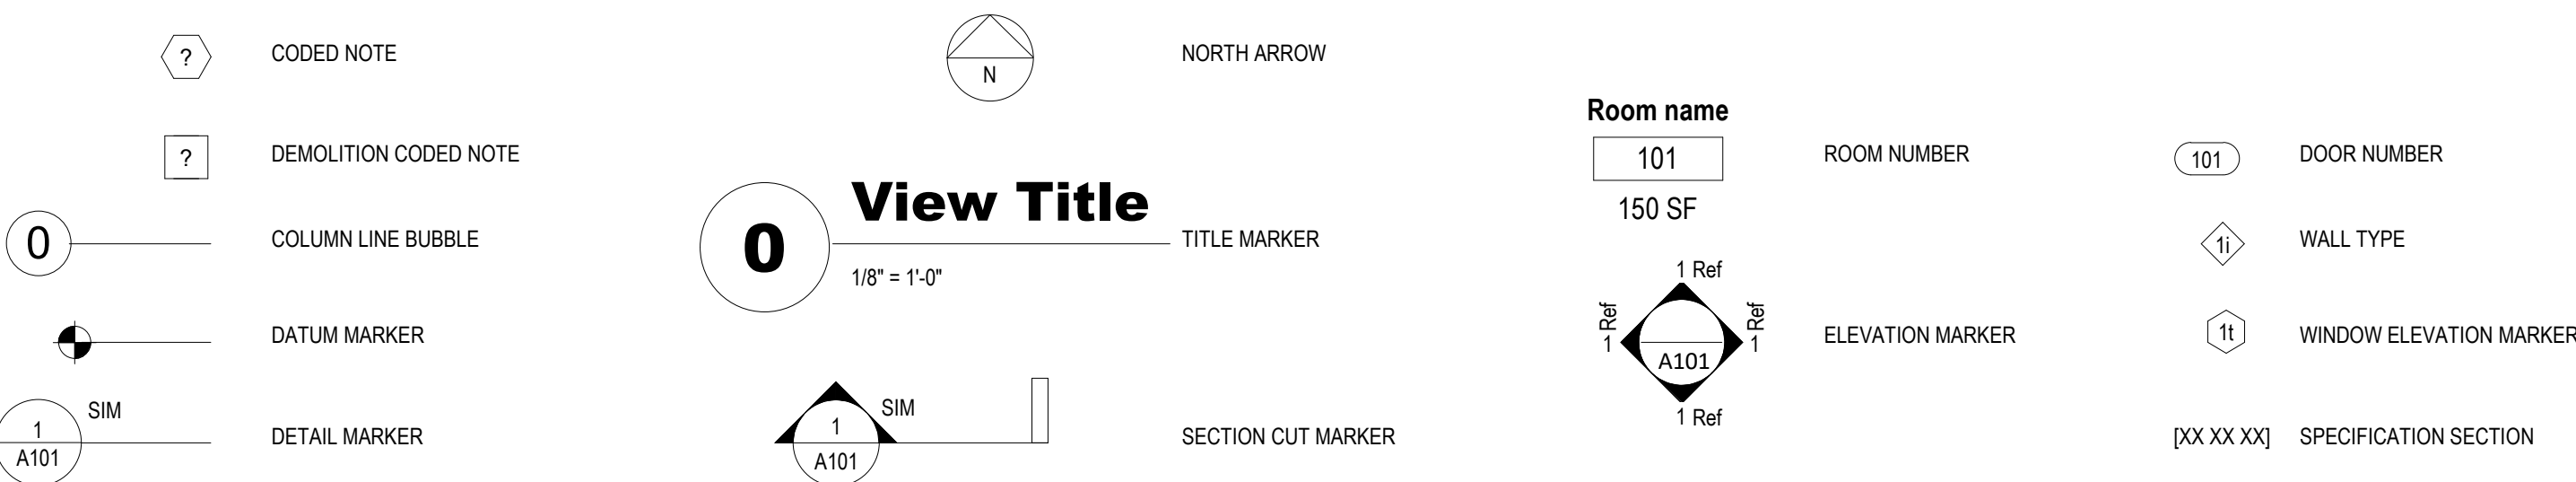 ? CODED NOTE
? DEMOLITION CODED NOTE
0 COLUMN LINE BUBBLE
DATUM MARKER
SIM
1
A101
DETAIL MARKER
N
NORTH ARROW
0
View Title
1/8" = 1'-0"
TITLE MARKER
SIM
1
A101
SECTION CUT MARKER
Room name
101
150 SF
ROOM NUMBER
1 Ref
1 Ref
1 Ref
A101
1 Ref
ELEVATION MARKER
101 DOOR NUMBER
1i WALL TYPE
1t WINDOW ELEVATION MARKER
[XX XX XX] SPECIFICATION SECTION